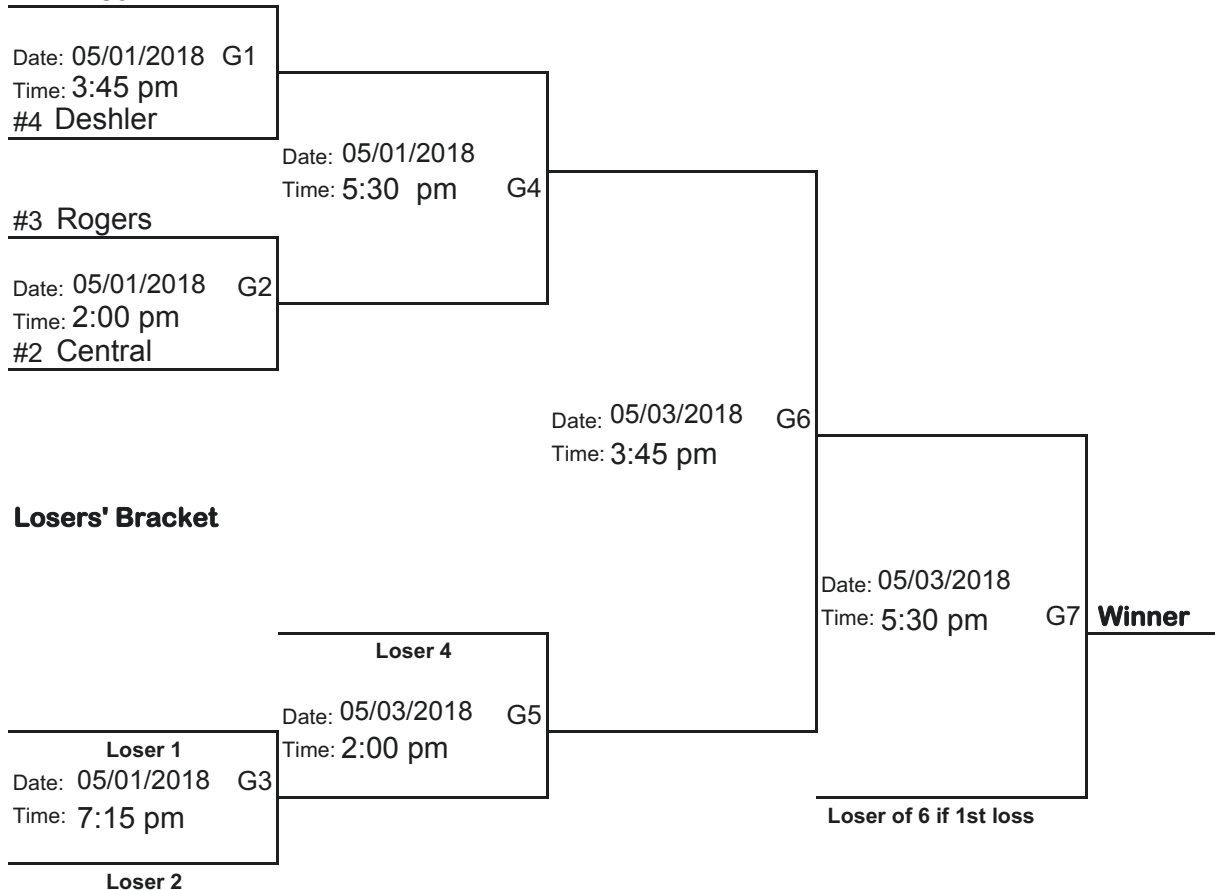 Date: 05/01/2018 G1
Time: 3:45 pm
#4 Deshler
Date: 05/01/2018
Time: 5:30 pm G4
#3 Rogers
Date: 05/01/2018 G2
Time: 2:00 pm
#2 Central
Date: 05/03/2018 G6
Time: 3:45 pm
Losers' Bracket
Date: 05/03/2018
Time: 5:30 pm G7 Winner
Loser 4
Date: 05/03/2018 G5
Time: 2:00 pm
Loser 1
Date: 05/01/2018 G3
Time: 7:15 pm
Loser of 6 if 1st loss
Loser 2